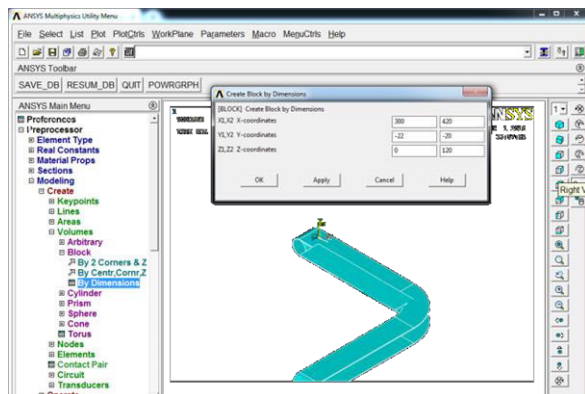 ANSYS Multiphysics Utility Menu
File Select List Plot PlotCtrls WorkPlane Parameters Macro MenuCtrls Help
ANSYS Toolbar
SAVE_DB RESUM_DB QUIT POWRGRPH
ANSYS Main Menu
Preferences
Preprocessor
Element Type
Real Constants
Material Props
Sections
Modeling
Create
Keypoints
Lines
Areas
Volumes
Arbitrary
Block
By 2 Corners & Z
By Centr,Cornr,Z
By Dimensions
Cylinder
Prism
Sphere
Cone
Torus
Nodes
Elements
Contact Pair
Circuit
Transducers
Operate
Create Block by Dimensions
[BLOCK] Create Block by Dimensions
X1,X2 X-coordinates 300 420
Y1,Y2 Y-coordinates -22 -20
Z1,Z2 Z-coordinates 0 120
OK Apply Cancel Help
1
VOLUMES
1
Right V